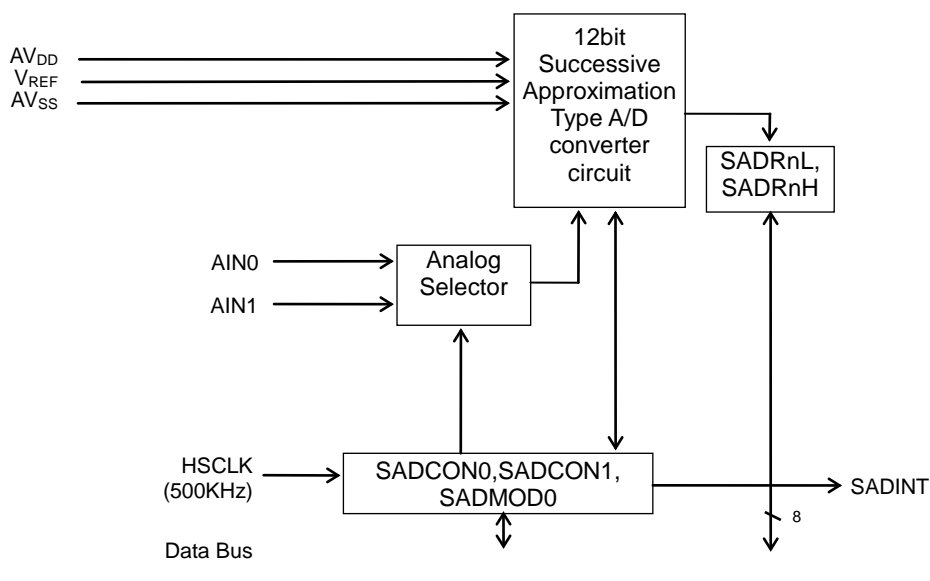 12bit
Successive
Approximation
Type A/D
converter
circuit
AVDD
VREF
AVSS
SADRnL,
SADRnH
AIN0
AIN1
Analog
Selector
HSCLK
(500KHz)
SADCON0,SADCON1,
SADMOD0
SADINT
8
Data Bus